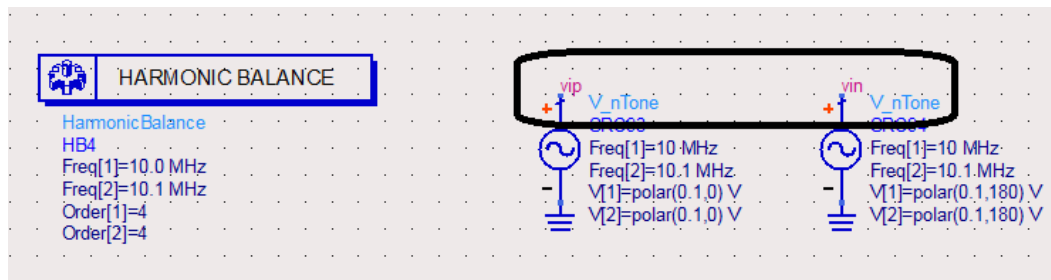 HARMONIC BALANCE
HarmonicBalance
HB4
Freq[1]=10.0 MHz
Freq[2]=10.1 MHz
Order[1]=4
Order[2]=4
vip
V_nTone
Freq[1]=10 MHz
Freq[2]=10.1 MHz
V[1]=polar(0.1,0) V
V[2]=polar(0.1,0) V
vin
V_nTone
Freq[1]=10 MHz
Freq[2]=10.1 MHz
V[1]=polar(0.1,180) V
V[2]=polar(0.1,180) V